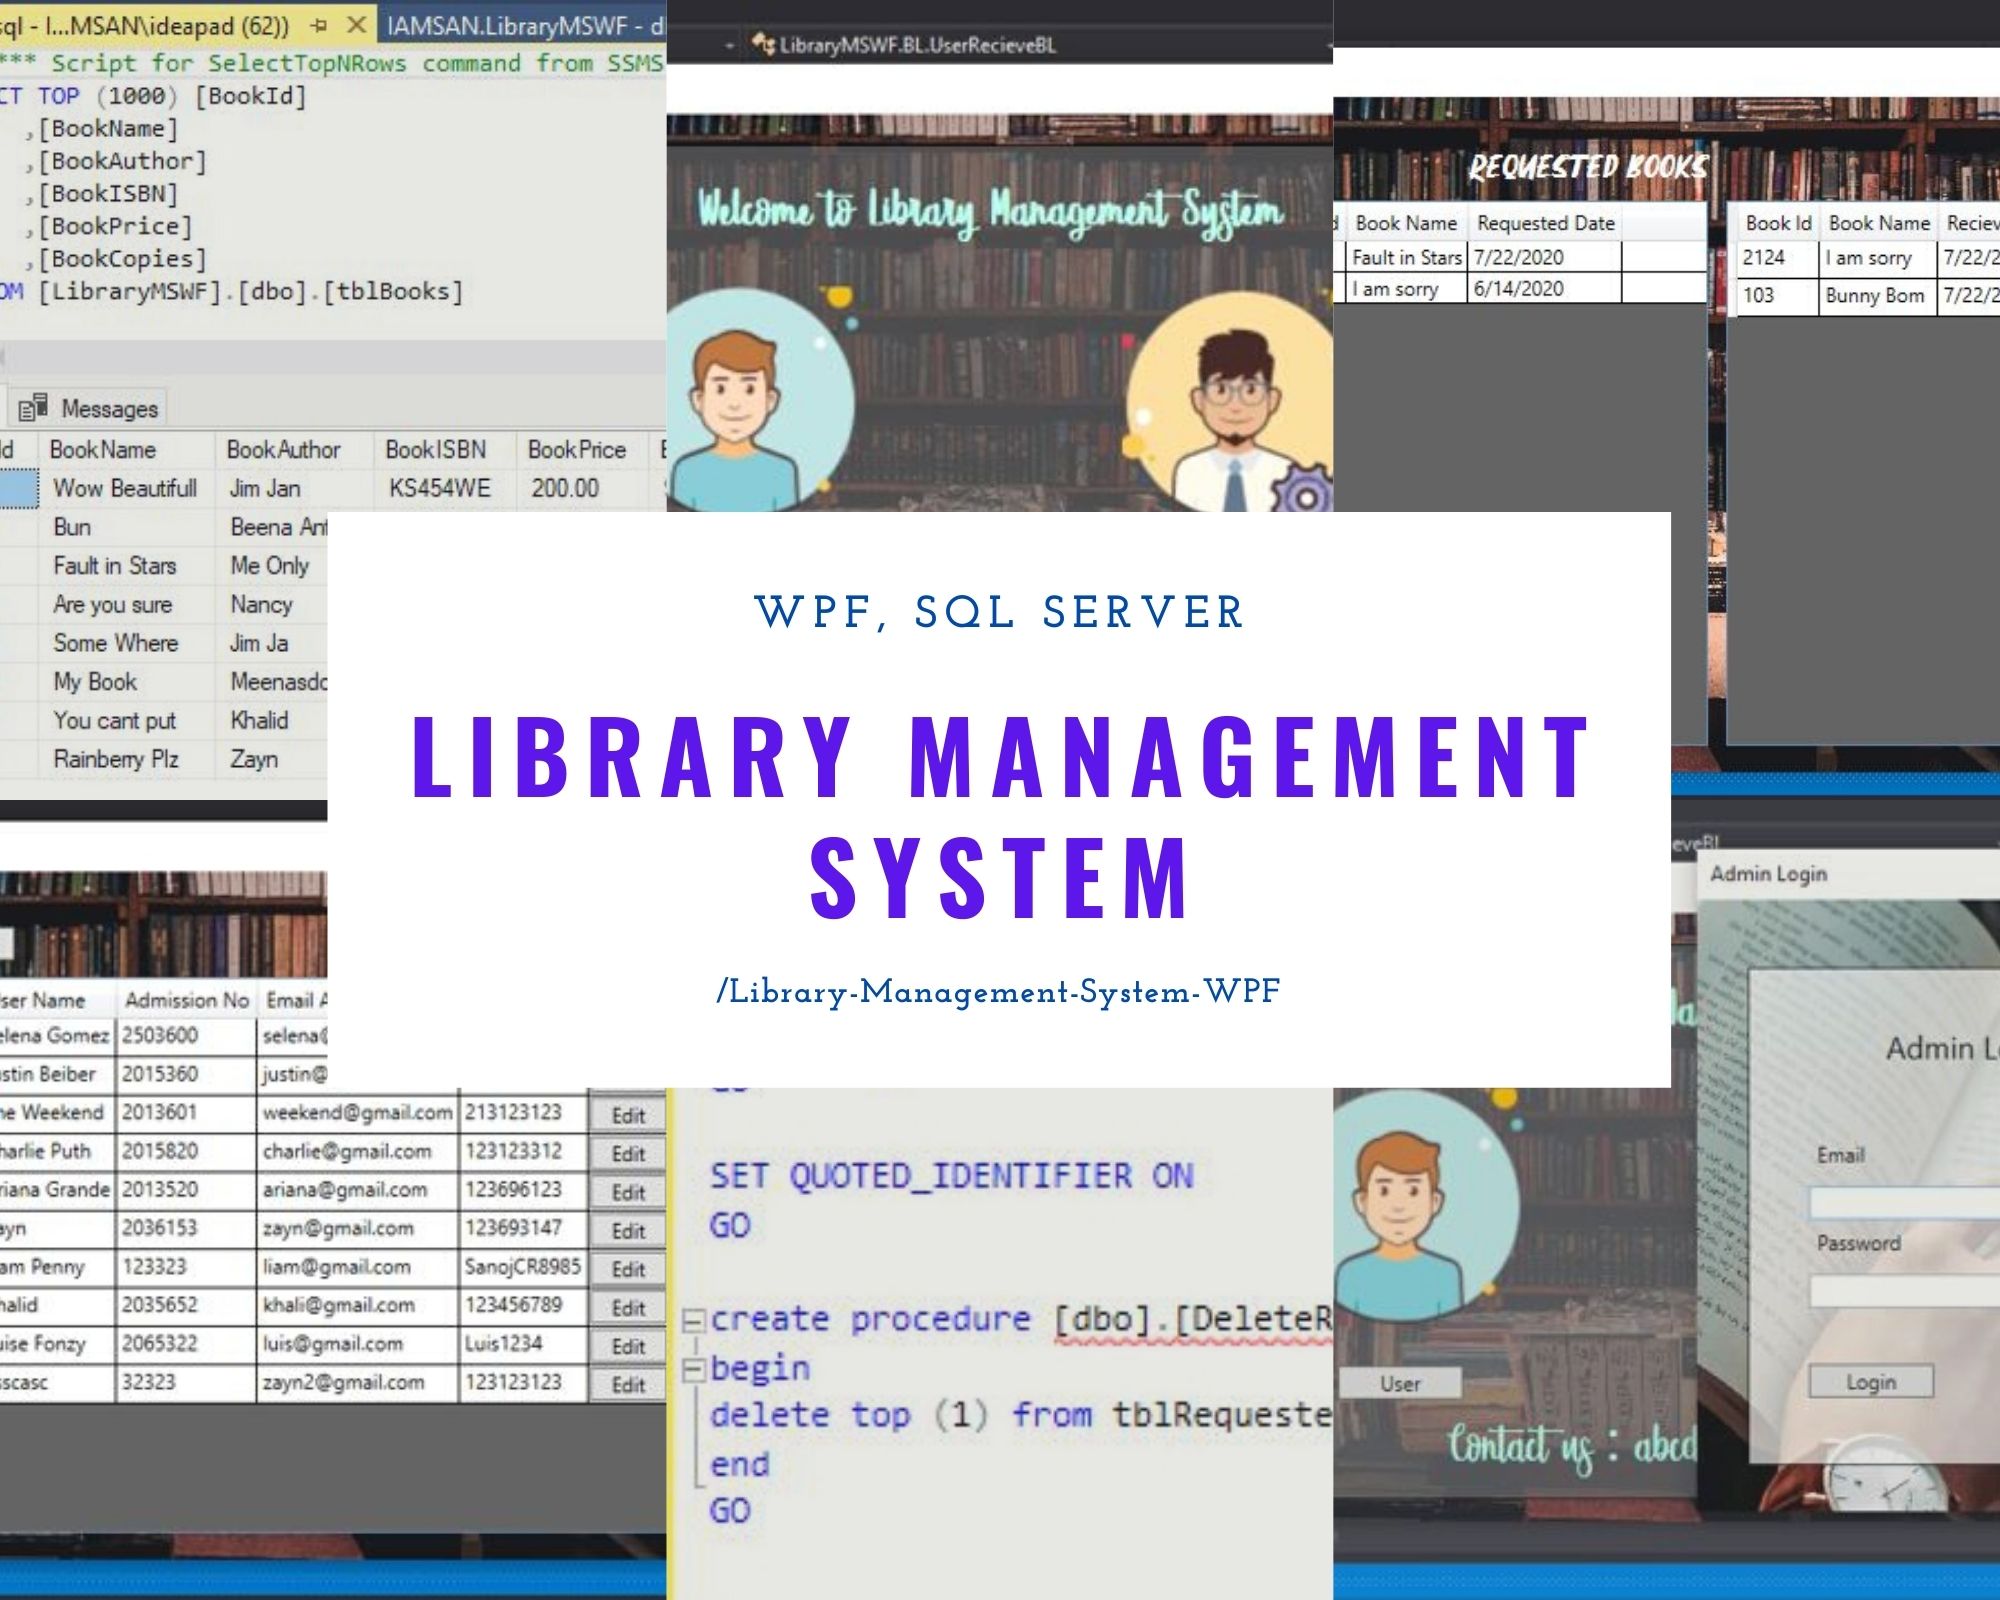 sql - I...MSAN\ideapad (62))
IAMSAN.LibraryMSWF - d
*** Script for SelectTopNRows command from SSMS
CT TOP (1000) [BookId]
,[BookName]
,[BookAuthor]
,[BookISBN]
,[BookPrice]
,[BookCopies]
OM [LibraryMSWF].[dbo].[tblBooks]
Messages
Id BookName BookAuthor BookISBN BookPrice
Wow Beautifull Jim Jan KS454WE 200.00
Bun Beena Ant
Fault in Stars Me Only
Are you sure Nancy
Some Where Jim Ja
My Book Meenasdc
You cant put Khalid
Rainberry Plz Zayn
LibraryMSWF.BL.UserRecieveBL
Welcome to Library Management System
REQUESTED BOOKS
Book Name Requested Date
Fault in Stars 7/22/2020
I am sorry 6/14/2020
Book Id Book Name Reciev
2124 I am sorry 7/22/2
103 Bunny Bom 7/22/2
WPF, SQL SERVER
LIBRARY MANAGEMENT
SYSTEM
/Library-Management-System-WPF
ser Name Admission No Email A
elena Gomez 2503600 selena@
stin Beiber 2015360 justin@
he Weekend 2013601 weekend@gmail.com 213123123 Edit
harlie Puth 2015820 charlie@gmail.com 123123312 Edit
riana Grande 2013520 ariana@gmail.com 123696123 Edit
ayn 2036153 zayn@gmail.com 123693147 Edit
am Penny 123323 liam@gmail.com SanojCR8985 Edit
halid 2035652 khali@gmail.com 123456789 Edit
uise Fonzy 2065322 luis@gmail.com Luis1234 Edit
sscasc 32323 zayn2@gmail.com 123123123 Edit
GO
SET QUOTED_IDENTIFIER ON
GO
create procedure [dbo].[DeleteR
begin
delete top (1) from tblRequeste
end
GO
eveBL
Admin Login
Admin L
Email
Password
Login
User
Contact us : abcd